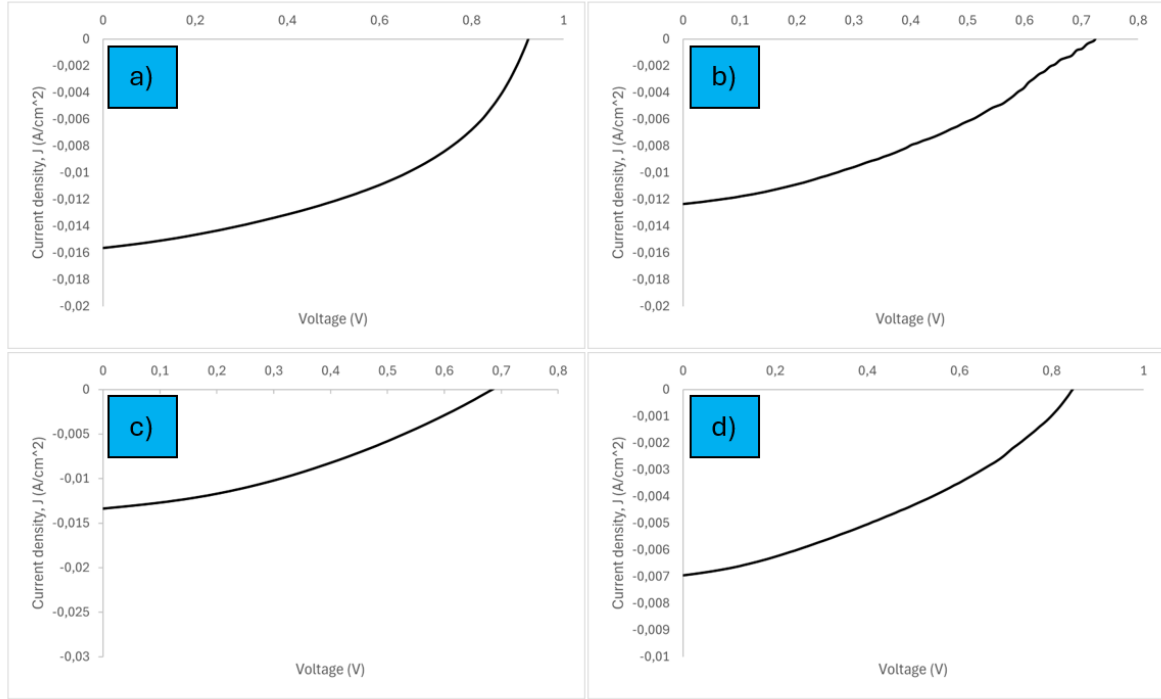 0 0,2 0,4 0,6 0,8 1
0
-0,002
-0,004
-0,006
-0,008
-0,01
-0,012
-0,014
-0,016
-0,018
-0,02
Current density, J (A/cm^2)
a)
Voltage (V)
0 0,1 0,2 0,3 0,4 0,5 0,6 0,7 0,8
0
-0,002
-0,004
-0,006
-0,008
-0,01
-0,012
-0,014
-0,016
-0,018
-0,02
Current density, J (A/cm^2)
b)
Voltage (V)
0 0,1 0,2 0,3 0,4 0,5 0,6 0,7 0,8
0
-0,005
-0,01
-0,015
-0,02
-0,025
-0,03
Current density, J (A/cm^2)
c)
Voltage (V)
0 0,2 0,4 0,6 0,8 1
0
-0,001
-0,002
-0,003
-0,004
-0,005
-0,006
-0,007
-0,008
-0,009
-0,01
Current density, J (A/cm^2)
d)
Voltage (V)